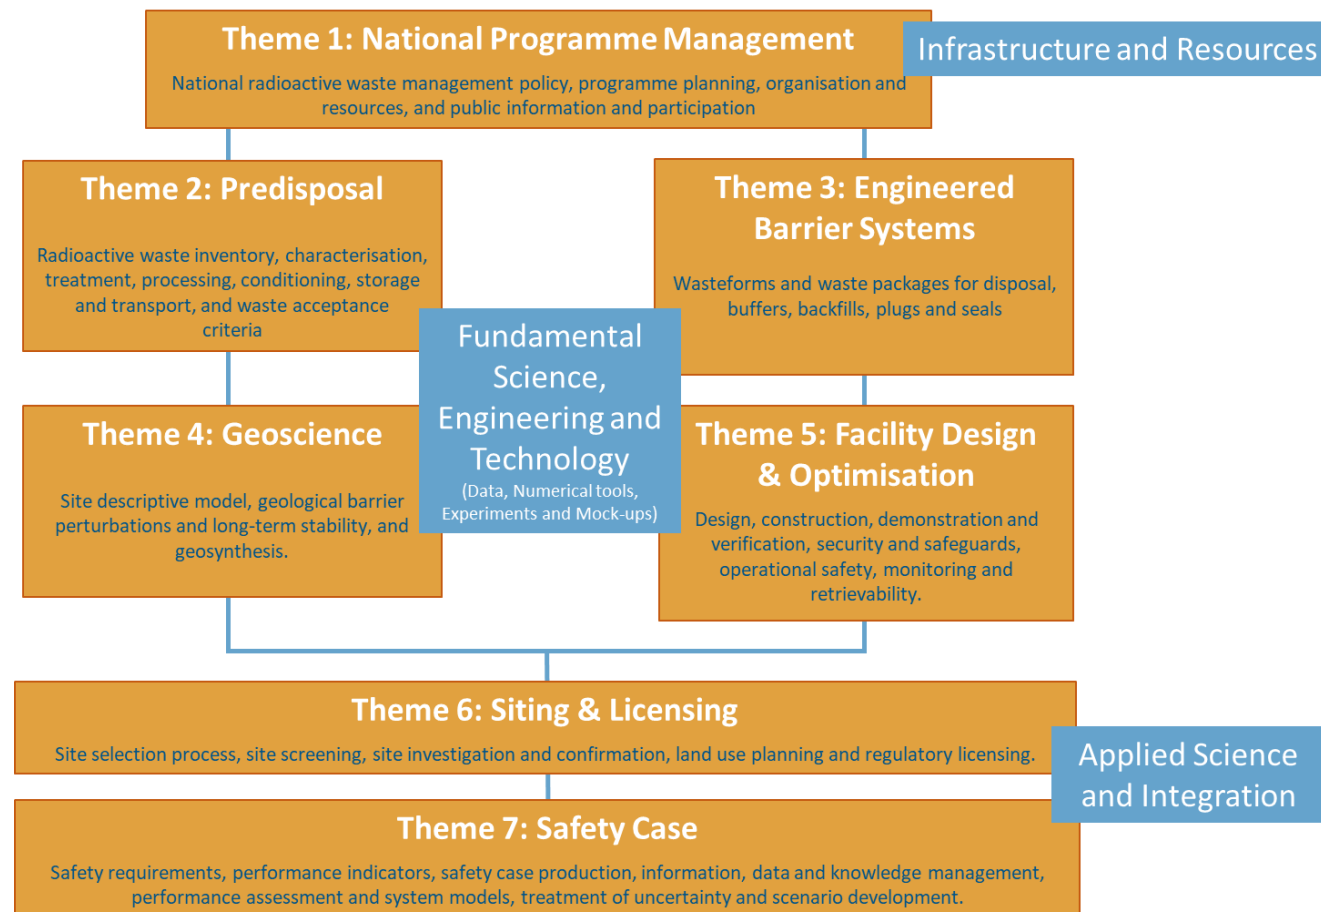 Theme 1: National Programme Management
National radioactive waste management policy, programme planning, organisation and
resources, and public information and participation
Infrastructure and Resources
Theme 2: Predisposal
Radioactive waste inventory, characterisation,
treatment, processing, conditioning, storage
and transport, and waste acceptance
criteria
Theme 3: Engineered
Barrier Systems
Wasteforms and waste packages for disposal,
buffers, backfills, plugs and seals
Fundamental
Science,
Engineering and
Technology
(Data, Numerical tools,
Experiments and Mock-ups)
Theme 4: Geoscience
Site descriptive model, geological barrier
perturbations and long-term stability, and
geosynthesis.
Theme 5: Facility Design
& Optimisation
Design, construction, demonstration and
verification, security and safeguards,
operational safety, monitoring and
retrievability.
Theme 6: Siting & Licensing
Site selection process, site screening, site investigation and confirmation, land use planning and regulatory licensing.
Applied Science
and Integration
Theme 7: Safety Case
Safety requirements, performance indicators, safety case production, information, data and knowledge management,
performance assessment and system models, treatment of uncertainty and scenario development.